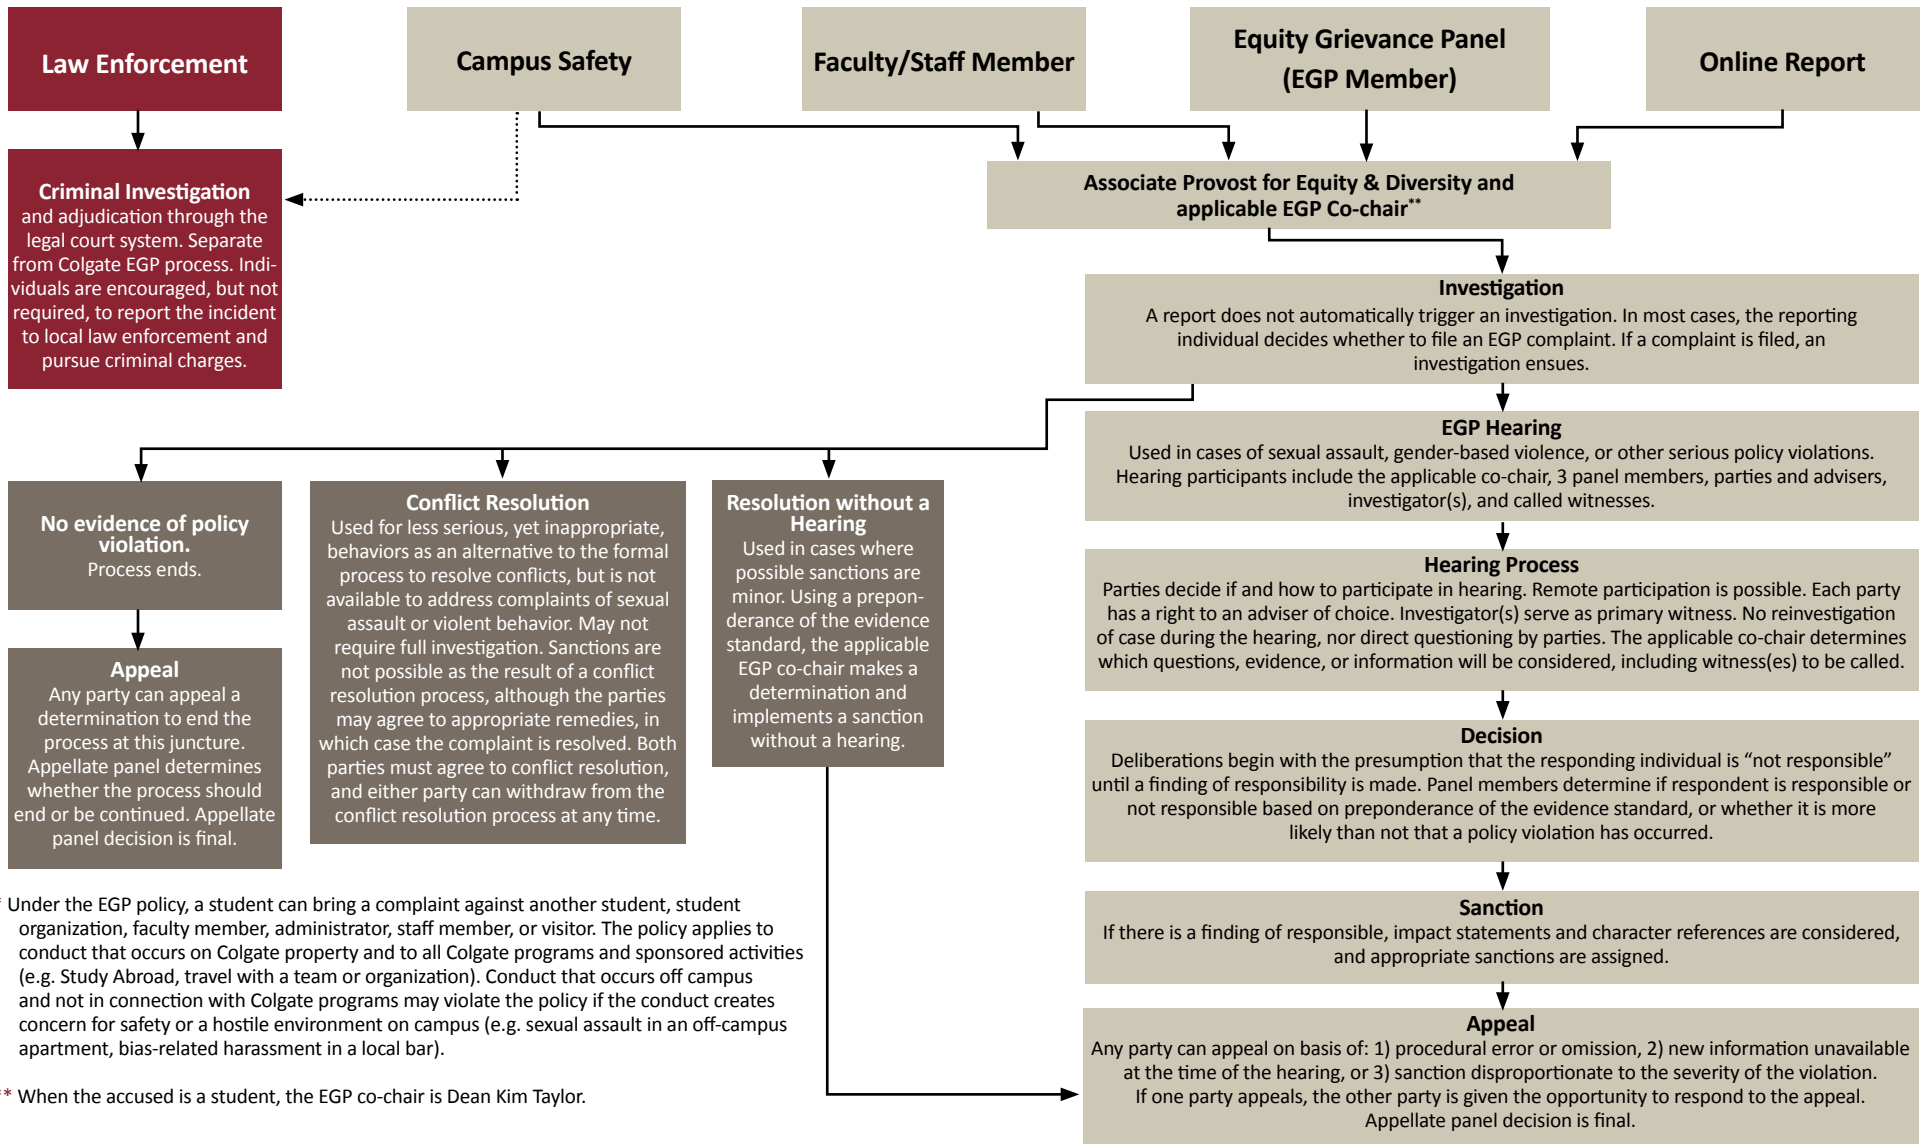 Law Enforcement
Campus Safety
Faculty/Staff Member
Equity Grievance Panel
(EGP Member)
Online Report
Criminal Investigation
and adjudication through the
legal court system. Separate
from Colgate EGP process. Indi-
viduals are encouraged, but not
required, to report the incident
to local law enforcement and
pursue criminal charges.
Associate Provost for Equity & Diversity and
applicable EGP Co-chair**
Investigation
A report does not automatically trigger an investigation. In most cases, the reporting
individual decides whether to file an EGP complaint. If a complaint is filed, an
investigation ensues.
EGP Hearing
Used in cases of sexual assault, gender-based violence, or other serious policy violations.
Hearing participants include the applicable co-chair, 3 panel members, parties and advisers,
investigator(s), and called witnesses.
No evidence of policy
violation.
Process ends.
Conflict Resolution
Used for less serious, yet inappropriate,
behaviors as an alternative to the formal
process to resolve conflicts, but is not
available to address complaints of sexual
assault or violent behavior. May not
require full investigation. Sanctions are
not possible as the result of a conflict
resolution process, although the parties
may agree to appropriate remedies, in
which case the complaint is resolved. Both
parties must agree to conflict resolution,
and either party can withdraw from the
conflict resolution process at any time.
Resolution without a
Hearing
Used in cases where
possible sanctions are
minor. Using a prepon-
derance of the evidence
standard, the applicable
EGP co-chair makes a
determination and
implements a sanction
without a hearing.
Hearing Process
Parties decide if and how to participate in hearing. Remote participation is possible. Each party
has a right to an adviser of choice. Investigator(s) serve as primary witness. No reinvestigation
of case during the hearing, nor direct questioning by parties. The applicable co-chair determines
which questions, evidence, or information will be considered, including witness(es) to be called.
Appeal
Any party can appeal a
determination to end the
process at this juncture.
Appellate panel determines
whether the process should
end or be continued. Appellate
panel decision is final.
Decision
Deliberations begin with the presumption that the responding individual is “not responsible”
until a finding of responsibility is made. Panel members determine if respondent is responsible or
not responsible based on preponderance of the evidence standard, or whether it is more
likely than not that a policy violation has occurred.
Sanction
If there is a finding of responsible, impact statements and character references are considered,
and appropriate sanctions are assigned.
Appeal
Any party can appeal on basis of: 1) procedural error or omission, 2) new information unavailable
at the time of the hearing, or 3) sanction disproportionate to the severity of the violation.
If one party appeals, the other party is given the opportunity to respond to the appeal.
Appellate panel decision is final.
* Under the EGP policy, a student can bring a complaint against another student, student
organization, faculty member, administrator, staff member, or visitor. The policy applies to
conduct that occurs on Colgate property and to all Colgate programs and sponsored activities
(e.g. Study Abroad, travel with a team or organization). Conduct that occurs off campus
and not in connection with Colgate programs may violate the policy if the conduct creates
concern for safety or a hostile environment on campus (e.g. sexual assault in an off-campus
apartment, bias-related harassment in a local bar).
** When the accused is a student, the EGP co-chair is Dean Kim Taylor.